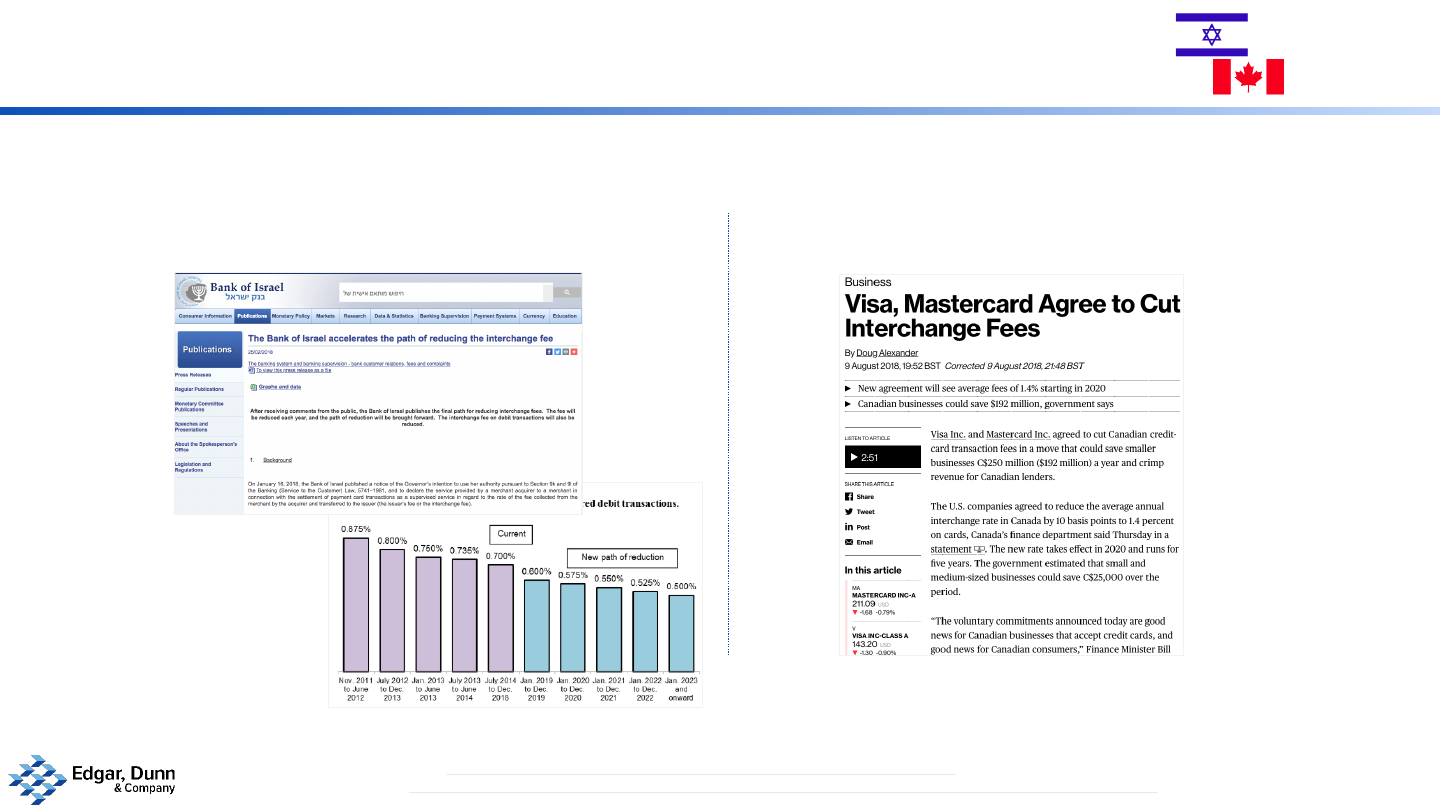 Bank of Israel
בנק ישראל
חיפוש מותאם אישית של
Consumer Information Publications Monetary Policy Markets Research Data & Statistics Banking Supervision Payment Systems Currency Education
Publications
Press Releases
Regular Publications
Monetary Committee
Publications
Speeches and
Presentations
About the Spokesperson's
Office
Legislation and
Regulations
The Bank of Israel accelerates the path of reducing the interchange fee
25/02/2018
The banking system and banking supervision - bank customer relations, fees and complaints
To view this press release as a file
Graphs and data
After receiving comments from the public, the Bank of Israel publishes the final path for reducing interchange fees. The fee will
be reduced each year, and the path of reduction will be brought forward. The interchange fee on debit transactions will also be
reduced.
1. Background
On January 16, 2018, the Bank of Israel published a notice of the Governor's intention to use her authority pursuant to Section 9k and 9l of
the Banking (Service to the Customer) Law, 5741–1981, and to declare the service provided by a merchant acquirer to a merchant in
connection with the settlement of payment card transactions as a supervised service in regard to the rate of the fee collected from the
merchant by the acquirer and transferred to the issuer (the issuer's fee or the interchange fee).
red debit transactions.
Current
New path of reduction
0.875% 0.800% 0.750% 0.735% 0.700% 0.600% 0.575% 0.550% 0.525% 0.500%
Nov. 2011 July 2012 Jan. 2013 July 2013 July 2014 Jan. 2019 Jan. 2020 Jan. 2021 Jan. 2022 Jan. 2023
to June to Dec. to June to June to Dec. to Dec. to Dec. to Dec. to Dec. and
2012 2013 2013 2014 2018 2019 2020 2021 2022 onward
Business
Visa, Mastercard Agree to Cut
Interchange Fees
By Doug Alexander
9 August 2018, 19:52 BST Corrected 9 August 2018, 21:48 BST
New agreement will see average fees of 1.4% starting in 2020
Canadian businesses could save $192 million, government says
LISTEN TO ARTICLE
2:51
SHARE THIS ARTICLE
Share
Tweet
Post
Email
In this article
MA
MASTERCARD INC-A
211.09 USD
-1.68 -0.79%
V
VISA INC-CLASS A
143.20 USD
-1.30 -0.90%
Visa Inc. and Mastercard Inc. agreed to cut Canadian credit-
card transaction fees in a move that could save smaller
businesses C$250 million ($192 million) a year and crimp
revenue for Canadian lenders.
The U.S. companies agreed to reduce the average annual
interchange rate in Canada by 10 basis points to 1.4 percent
on cards, Canada's finance department said Thursday in a
statement. The new rate takes effect in 2020 and runs for
five years. The government estimated that small and
medium-sized businesses could save C$25,000 over the
period.
“The voluntary commitments announced today are good
news for Canadian businesses that accept credit cards, and
good news for Canadian consumers,” Finance Minister Bill
Edgar, Dunn
& Company